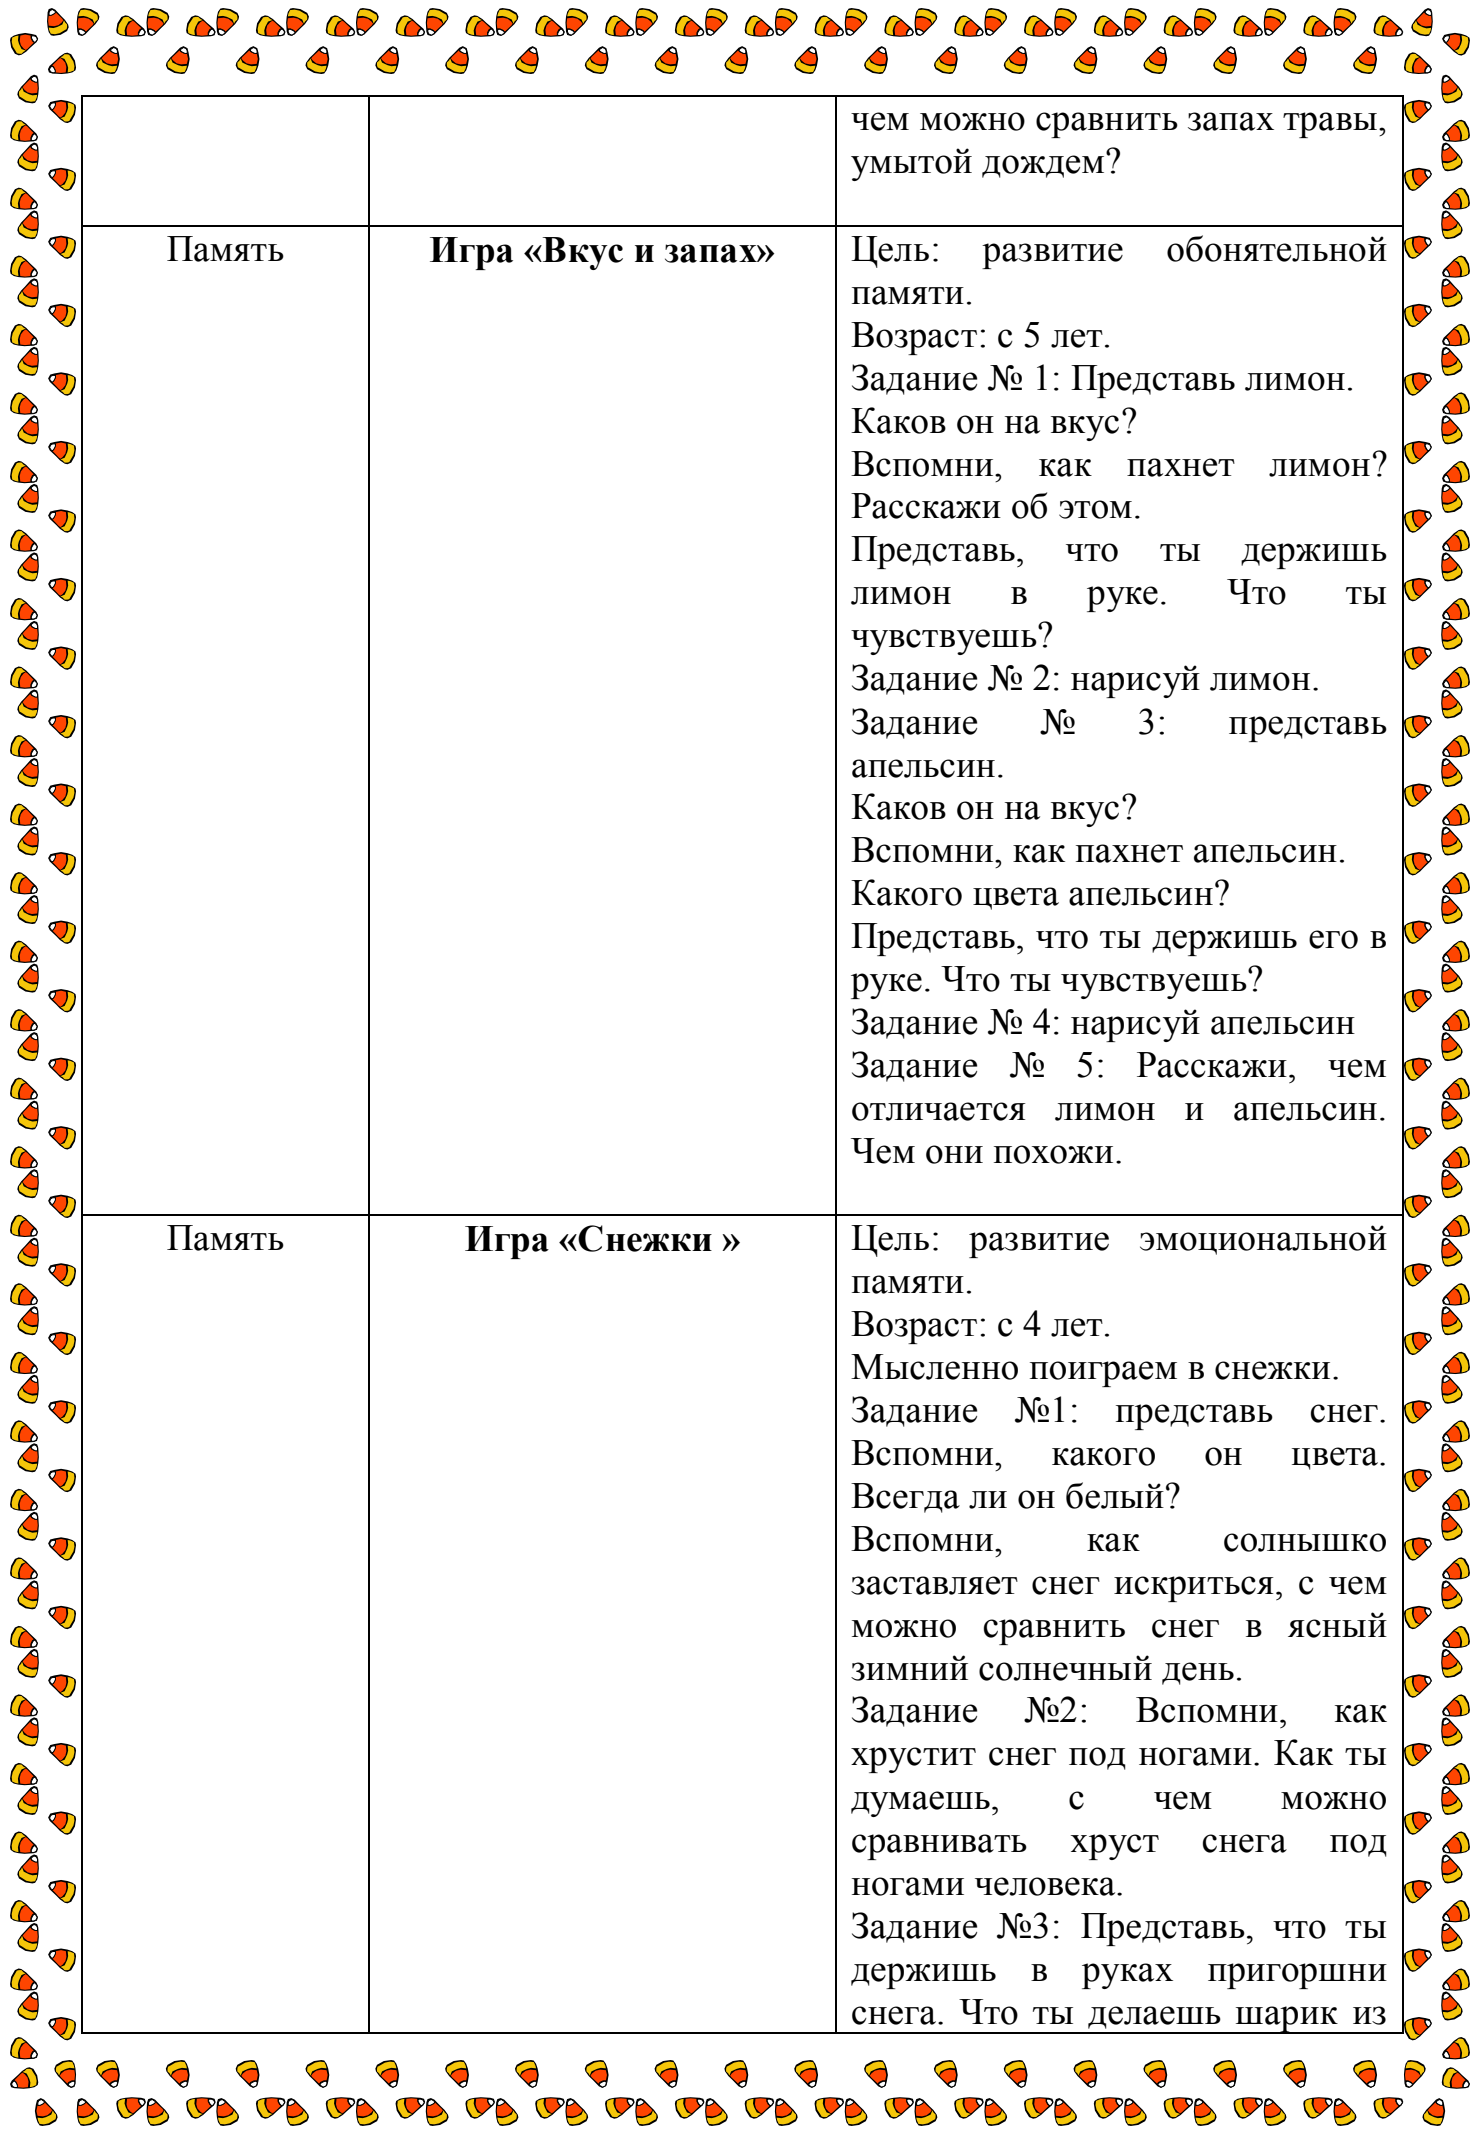 чем можно сравнить запах травы,
умытой дождем?
Память
Игра «Вкус и запах»
Цель: развитие обонятельной
памяти.
Возраст: с 5 лет.
Задание № 1: Представь лимон.
Каков он на вкус?
Вспомни, как пахнет лимон?
Расскажи об этом.
Представь, что ты держишь
лимон в руке. Что ты
чувствуешь?
Задание № 2: нарисуй лимон.
Задание № 3: представь
апельсин.
Каков он на вкус?
Вспомни, как пахнет апельсин.
Какого цвета апельсин?
Представь, что ты держишь его в
руке. Что ты чувствуешь?
Задание № 4: нарисуй апельсин
Задание № 5: Расскажи, чем
отличается лимон и апельсин.
Чем они похожи.
Память
Игра «Снежки »
Цель: развитие эмоциональной
памяти.
Возраст: с 4 лет.
Мысленно поиграем в снежки.
Задание №1: представь снег.
Вспомни, какого он цвета.
Всегда ли он белый?
Вспомни, как солнышко
заставляет снег искриться, с чем
можно сравнить снег в ясный
зимний солнечный день.
Задание №2: Вспомни, как
хрустит снег под ногами. Как ты
думаешь, с чем можно
сравнивать хруст снега под
ногами человека.
Задание №3: Представь, что ты
держишь в руках пригоршни
снега. Что ты делаешь шарик из